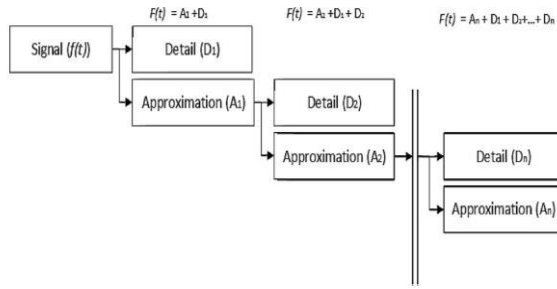 F(t) = A₁ +D₁
F(t) = A₂ +D₁ + D₂
F(t) = Aₙ + D₁ + D₂+...+ Dₙ
Signal (f(t))
Detail (D₁)
Approximation (A₁)
Detail (D₂)
Approximation (A₂)
Detail (Dₙ)
Approximation (Aₙ)